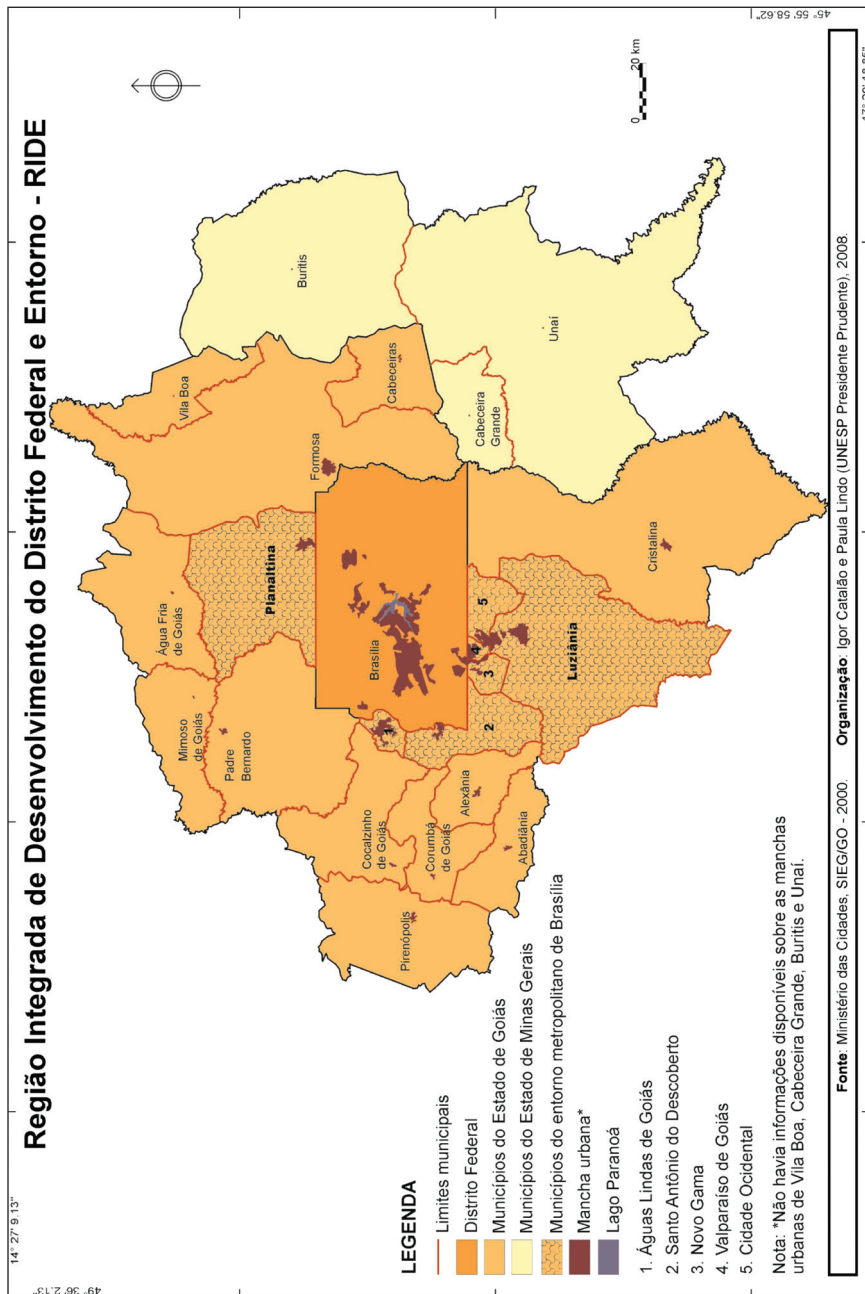 14° 27' 9.13"
49° 36' 2.13"
Região Integrada de Desenvolvimento do Distrito Federal e Entorno - RIDE
Buritis
Vila Boa
Cabeceiras
Unaí
Cabeceira
Grande
Formosa
Água Fria
de Goiás
Planaltina
Mimoso
de Goiás
Padre
Bernardo
Brasília
Cristalina
Luziânia
1
2
3
4
5
Cocalzinho
de Goiás
Corumbá
de Goiás
Alexânia
Abadiânia
Pirenópolis
0 20 km
LEGENDA
Limites municipais
Distrito Federal
Municípios do Estado de Goiás
Municípios do Estado de Minas Gerais
Municípios do entorno metropolitano de Brasília
Mancha urbana*
Lago Paranoá
1. Águas Lindas de Goiás
2. Santo Antônio do Descoberto
3. Novo Gama
4. Valparaíso de Goiás
5. Cidade Ocidental
Nota: *Não havia informações disponíveis sobre as manchas
urbanas de Vila Boa, Cabeceira Grande, Buritis e Unaí.
Fonte: Ministério das Cidades, SIEG/GO - 2000. Organização: Igor Catalão e Paula Lindo (UNESP Presidente Prudente), 2008.
45° 55' 58.62"